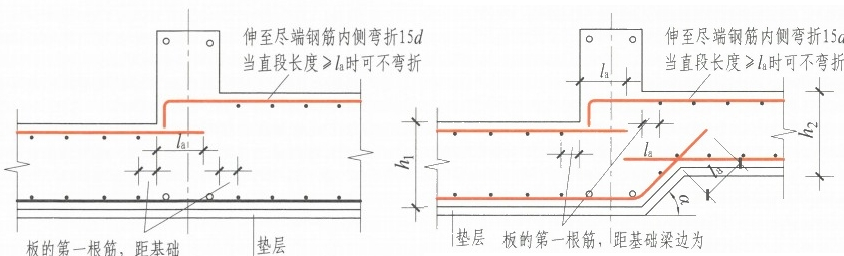 伸至尽端钢筋内侧弯折15d
当直段长度≥la时可不弯折
la
板的第一根筋，距基础
垫层
伸至尽端钢筋内侧弯折15d
当直段长度≥la时可不弯折
la
h1
h2
la
la
α
垫层
板的第一根筋，距基础梁边为